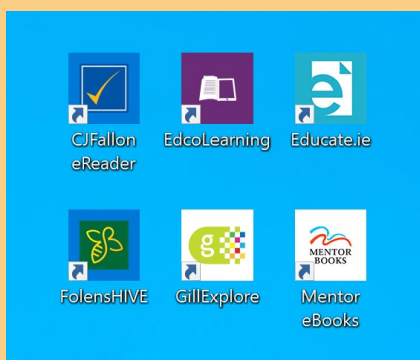 CJFallon
eReader
EdcoLearning
Educate.ie
e
FolensHIVE
g
GillExplore
MENTOR
BOOKS
Mentor
eBooks